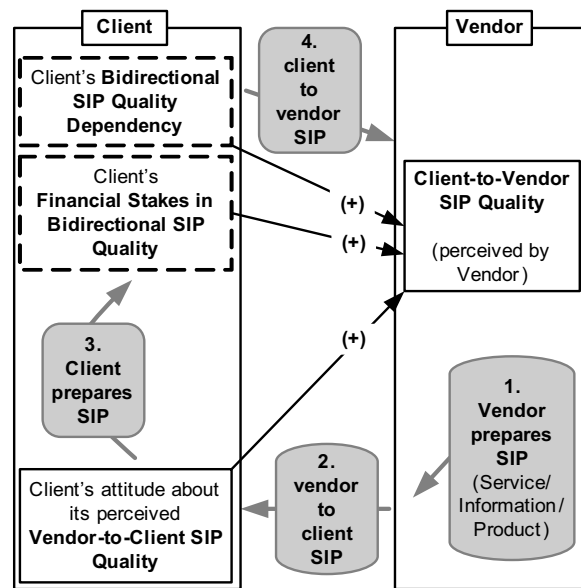 Client
Vendor
Client's Bidirectional
SIP Quality
Dependency
4.
client
to
vendor
SIP
Client's
Financial Stakes in
Bidirectional SIP
Quality
(+)
(+)
Client-to-Vendor
SIP Quality
(perceived by
Vendor)
3.
Client
prepares
SIP
(+)
1.
Vendor
prepares
SIP
(Service/
Information/
Product)
2.
vendor
to
client
SIP
Client's attitude about
its perceived
Vendor-to-Client SIP
Quality